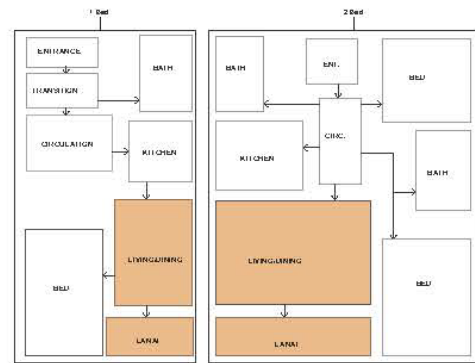 1 Bed
2 Bed
ENTRANCE
TRANSITION
BATH
CIRCULATION
KITCHEN
LIVING/DINING
BED
LANAI
BATH
ENT.
BED
CIRC.
KITCHEN
BATH
LIVING/DINING
BED
LANAI